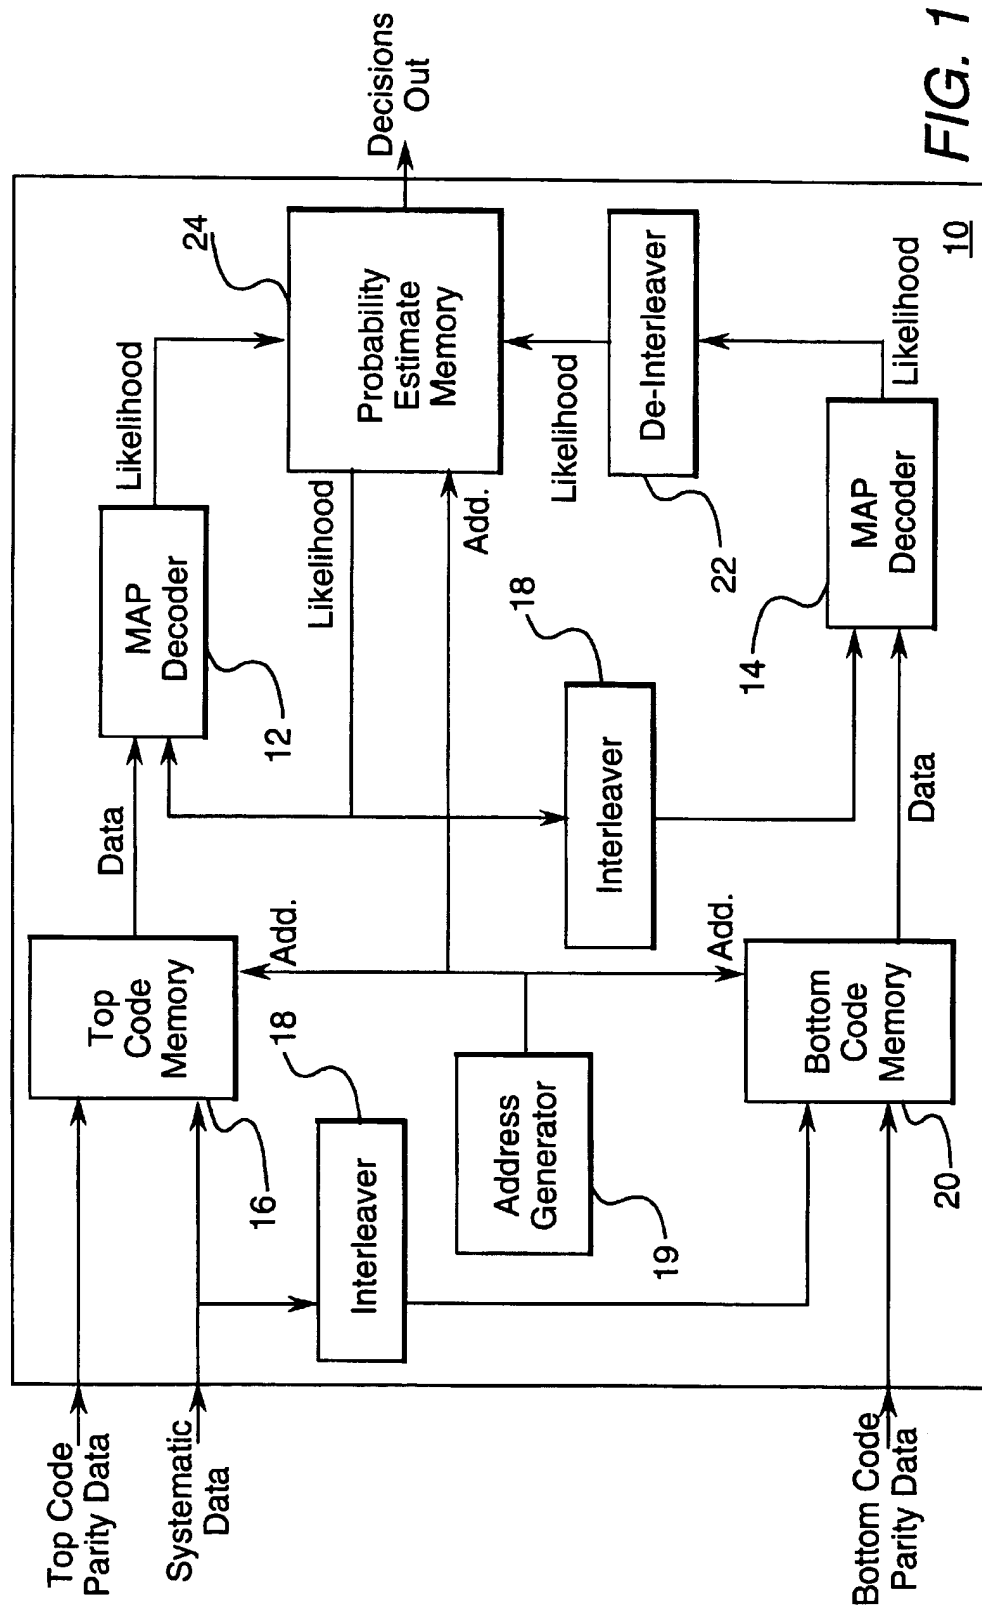 Top Code
Parity Data
Systematic
Data
Bottom Code
Parity Data
Top
Code
Memory
16
Interleaver
18
Address
Generator
19
Bottom
Code
Memory
20
Add.
Add.
Data
Data
MAP
Decoder
12
Interleaver
18
MAP
Decoder
14
Likelihood
Likelihood
Add.
Likelihood
De-Interleaver
22
Likelihood
Probability
Estimate
Memory
24
Decisions
Out
10
FIG. 1